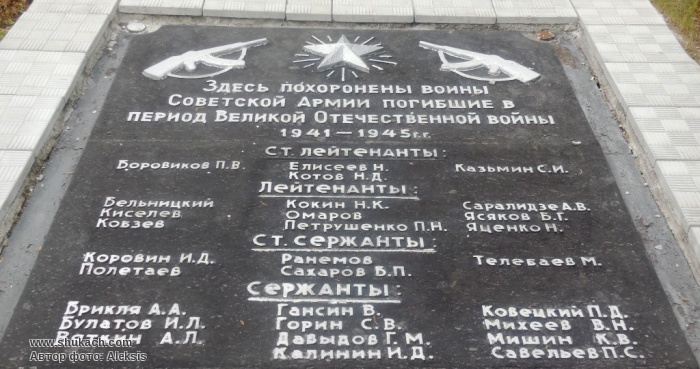 Здесь похоронены воины
Советской Армии погибшие в
период Великой Отечественной войны
1941 — 1945 г.г.
Ст. лейтенанты:
Боровиков П.В. Елисеев Н. Казьмин С.И.
Котов Н.Д.
Лейтенанты:
Бельницкий Кокин Н.К. Саралидзе А.В.
Киселев Омаров Ясяков Б.Г.
Кобзев Петрушенко П.Н. Яценко Н.
Ст. сержанты:
Коровин И.Д. Ранемов Телебаев М.
Полетаев Сахаров Б.П.
Сержанты:
Брикля А.А. Гансин В. Ковецкий П.Д.
Булатов И.Л. Горин С.В. Михеев В.Н.
А.Л. Давыдов Г.М. Мишин К.В.
Калинин И.Д. Савельев П.С.
www.shukach.com
Автор фото: Aleksis